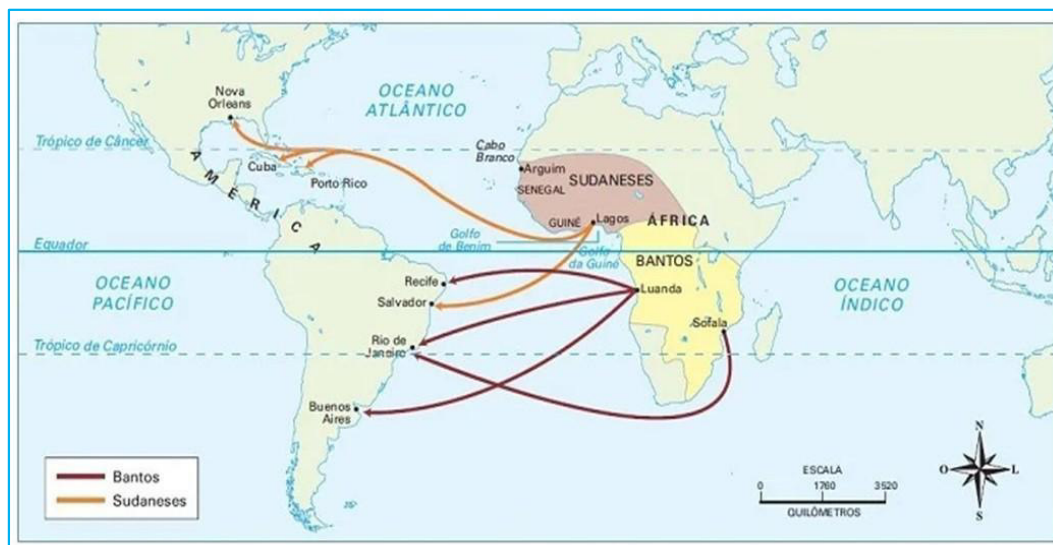 OCEANO
ATLÂNTICO
Nova
Orleans
Trópico de Câncer
Cuba
Porto Rico
AMÉRICA
Cabo
Branco
Arguim
SENEGAL
SUDANESES
GUINÉ
Lagos
ÁFRICA
Golfo
de Benim
Golfo
da Guiné
Equador
BANTOS
OCEANO
PACÍFICO
Recife
Salvador
Luanda
OCEANO
ÍNDICO
Sofala
Rio de
Janeiro
Trópico de Capricórnio
Buenos
Aires
Bantos
Sudaneses
ESCALA
0 1760 3520
QUILÔMETROS
N
O L
S